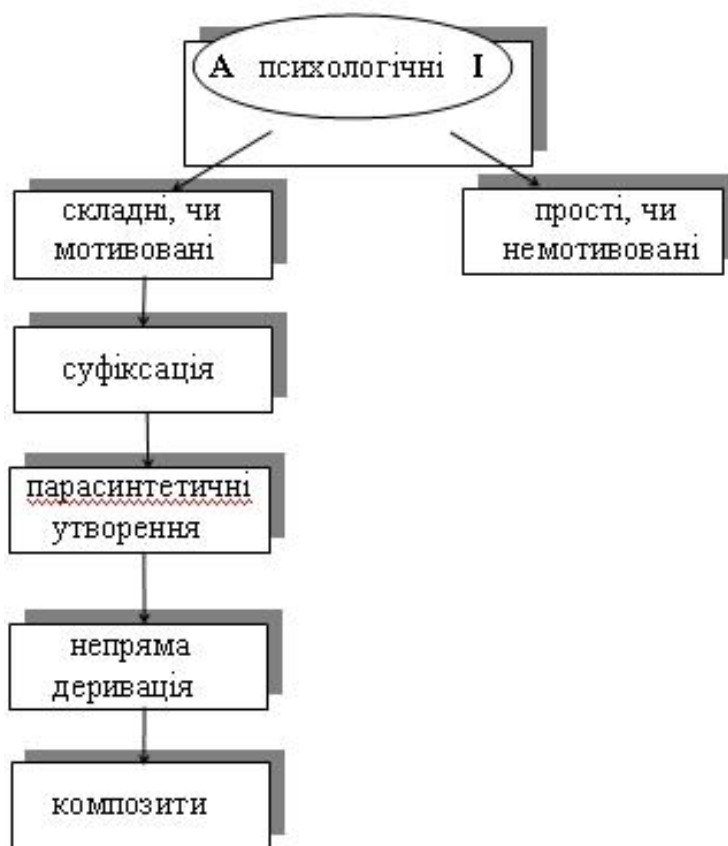 А психологічні І
складні, чи
мотивовані
прості, чи
немотивовані
суфіксація
парасинтетичні
утворення
непряма
деривація
композити